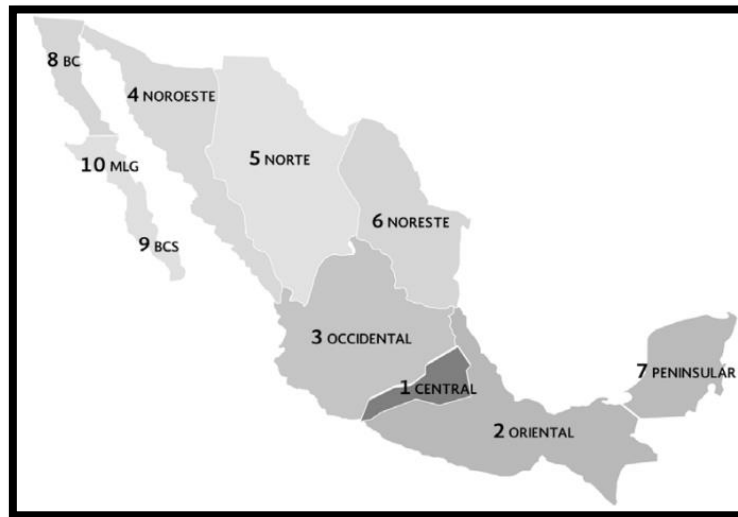 8 BC
4 NOROESTE
5 NORTE
10 MLG
6 NORESTE
9 BCS
3 OCCIDENTAL
7 PENINSULAR
1 CENTRAL
2 ORIENTAL